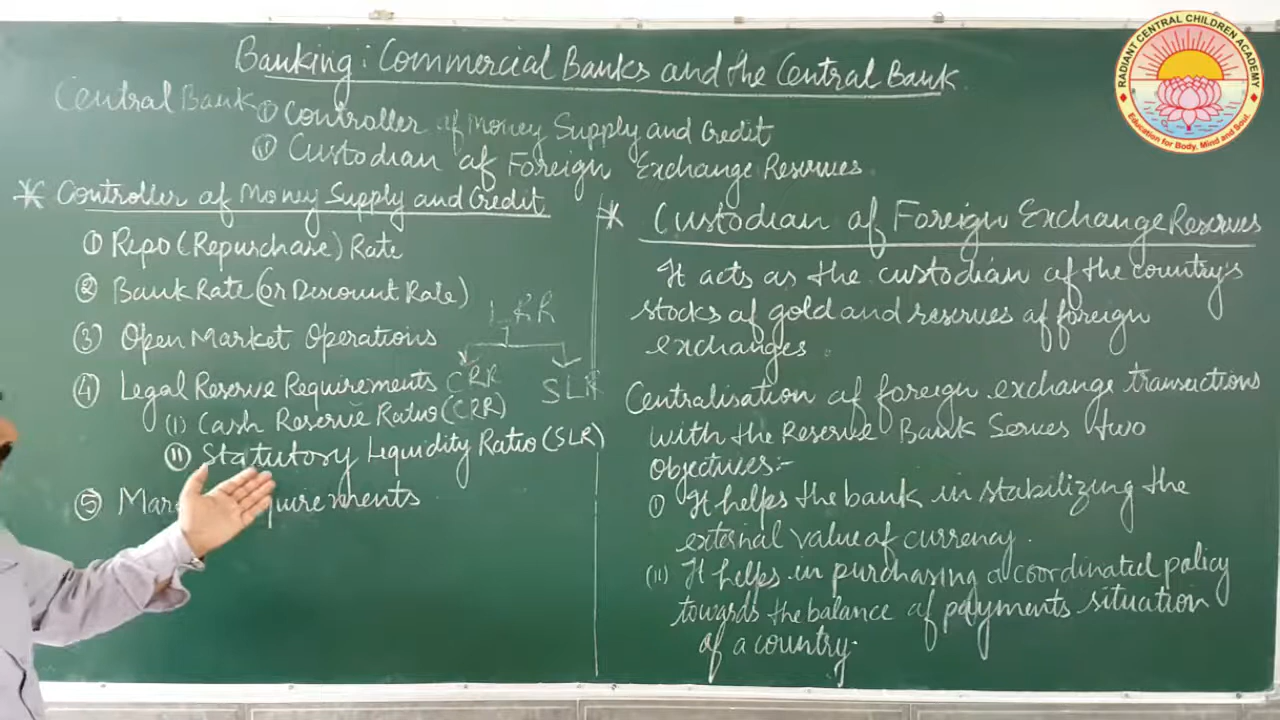 Banking: Commercial Banks and the Central Bank
Central Bank (i) Controller of Money Supply and Credit
(ii) Custodian of Foreign Exchange Reserves
* Controller of Money Supply and Credit
① Repo (Repurchase) Rate
② Bank Rate (or Discount Rate)
③ Open Market Operations
LRR
CRR SLR
④ Legal Reserve Requirements
(i) Cash Reserve Ratio (CRR)
(ii) Statutory Liquidity Ratio (SLR)
⑤
* Custodian of Foreign Exchange Reserves
It acts as the custodian of the country's
stocks of gold and reserves of foreign
exchanges.
Centralisation of foreign exchange transactions
with the Reserve Bank Serves two
objectives:-
(i) It helps the bank in stabilizing the
external value of currency.
(ii) It helps in purchasing a coordinated policy
towards the balance of payments situation
of a country.
RADIANT CENTRAL CHILDREN ACADEMY
Education for Body, Mind and Soul.